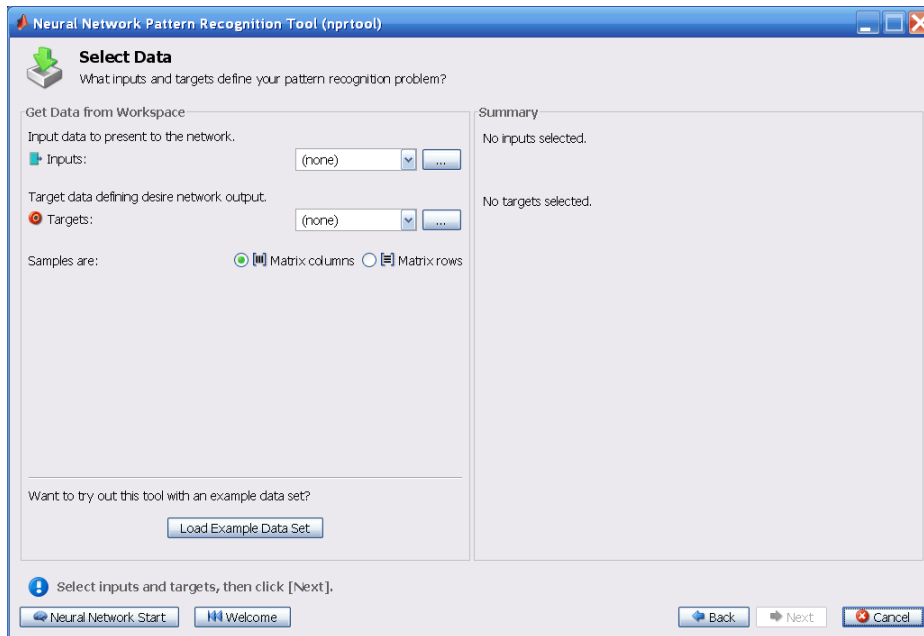 Neural Network Pattern Recognition Tool (nprtool)
Select Data
What inputs and targets define your pattern recognition problem?
Get Data from Workspace
Input data to present to the network.
Inputs:
(none)
...
Target data defining desire network output.
Targets:
(none)
...
Samples are:
Matrix columns
Matrix rows
Want to try out this tool with an example data set?
Load Example Data Set
Summary
No inputs selected.
No targets selected.
Select inputs and targets, then click [Next].
Neural Network Start
Welcome
Back
Next
Cancel